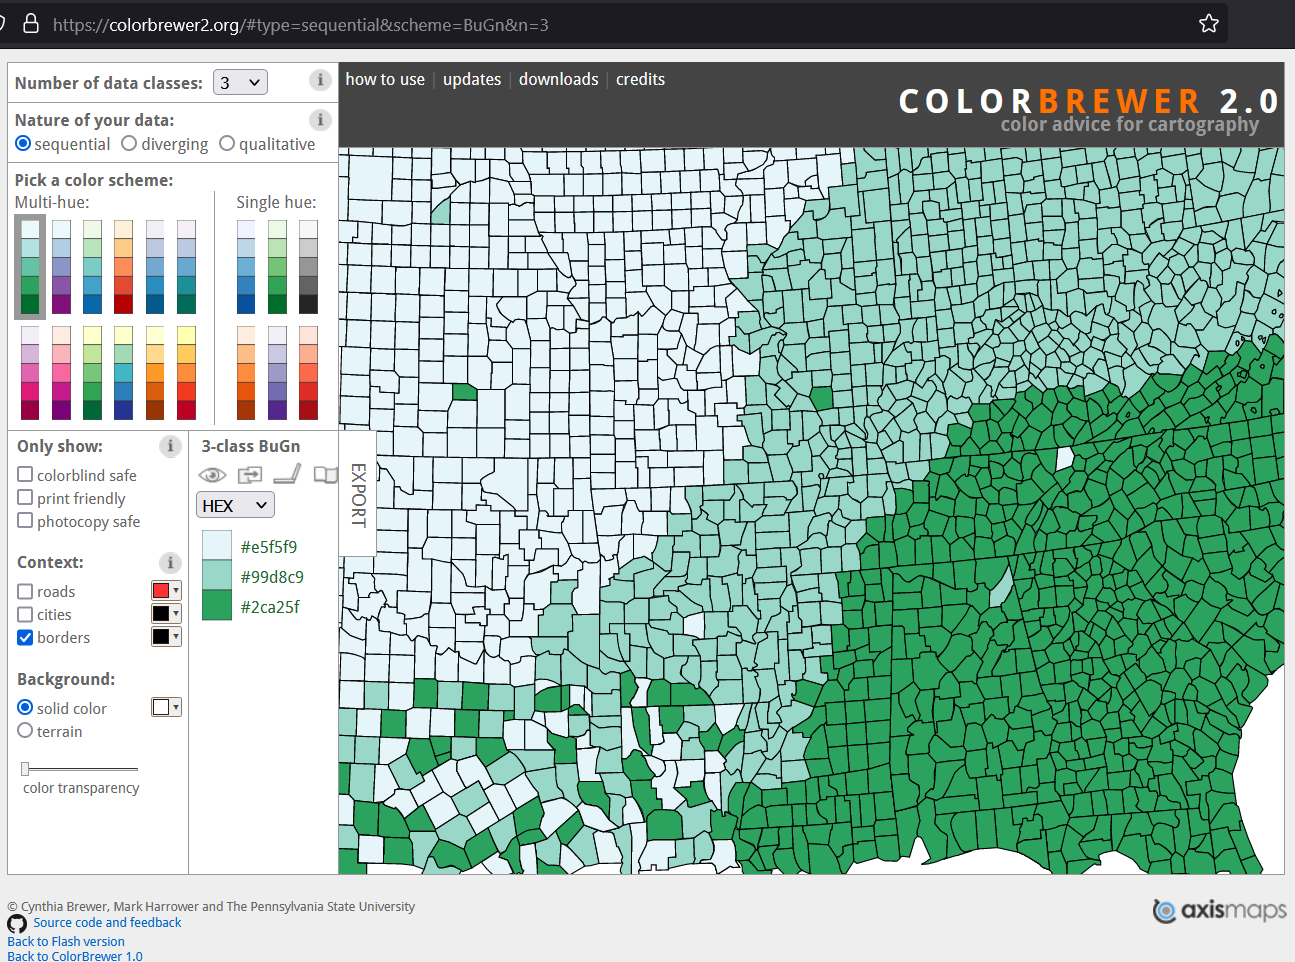 https://colorbrewer2.org/#type=sequential&scheme=BuGn&n=3
Number of data classes: 3
i
how to use | updates | downloads | credits
COLORBREWER 2.0
color advice for cartography
Nature of your data:
i
sequential diverging qualitative
Pick a color scheme:
Multi-hue:
Single hue:
Only show:
i
colorblind safe
print friendly
photocopy safe
Context:
i
roads
cities
borders
Background:
solid color
terrain
color transparency
3-class BuGn
HEX
#e5f5f9
#99d8c9
#2ca25f
EXPORT
© Cynthia Brewer, Mark Harrower and The Pennsylvania State University
Source code and feedback
Back to Flash version
Back to ColorBrewer 1.0
axismaps